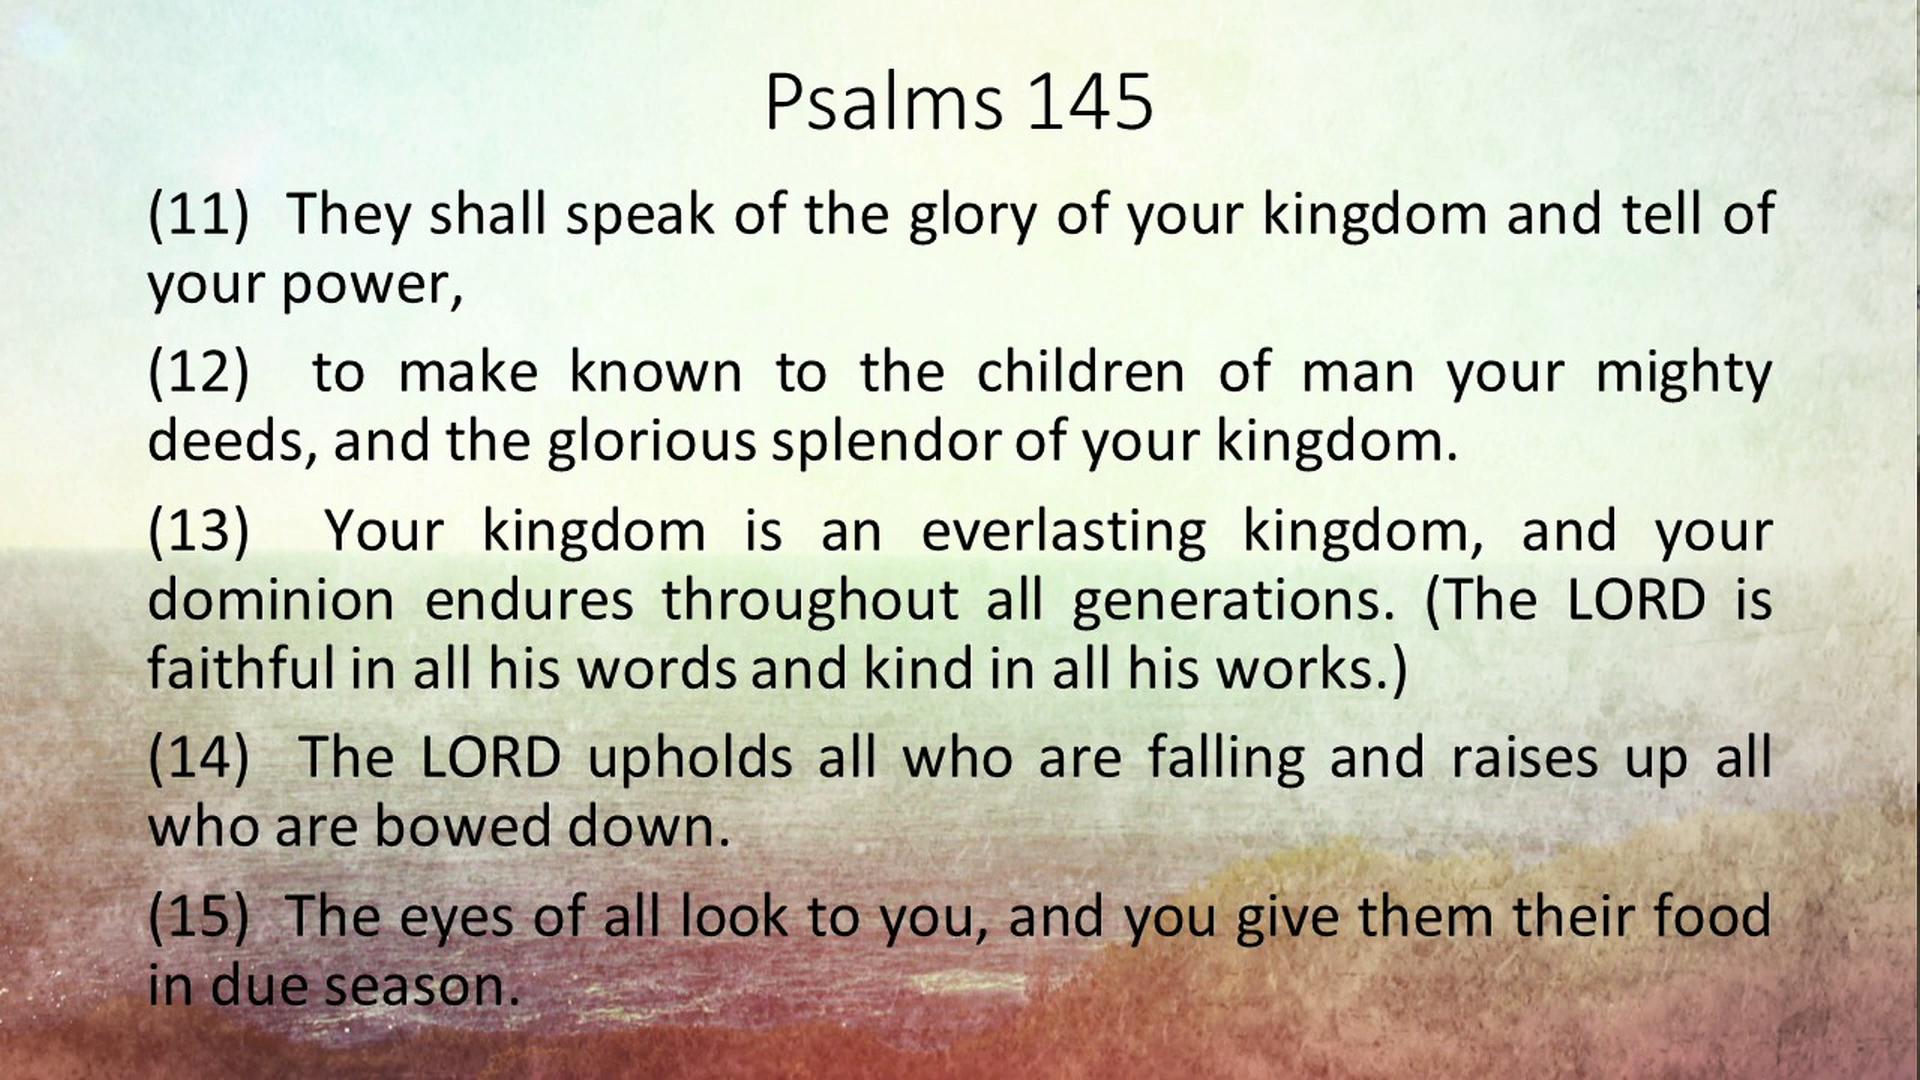 Psalms 145
(11) They shall speak of the glory of your kingdom and tell of
your power,
(12) to make known to the children of man your mighty
deeds, and the glorious splendor of your kingdom.
(13) Your kingdom is an everlasting kingdom, and your
dominion endures throughout all generations. (The LORD is
faithful in all his words and kind in all his works.)
(14) The LORD upholds all who are falling and raises up all
who are bowed down.
(15) The eyes of all look to you, and you give them their food
in due season.